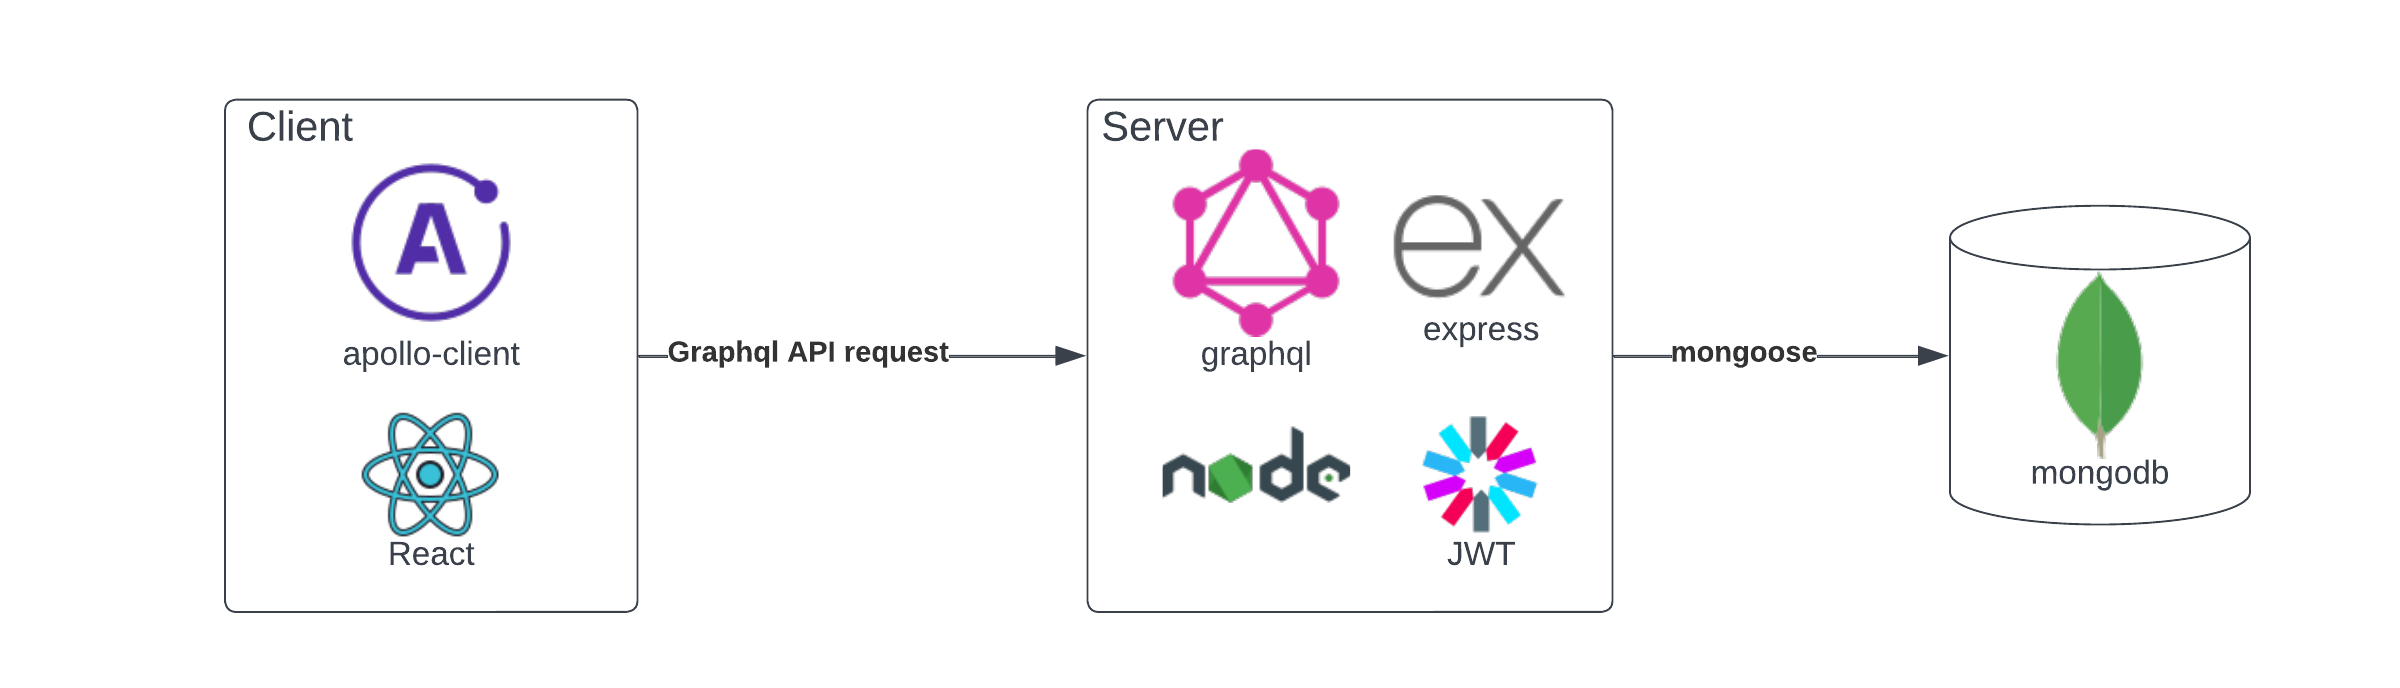 Client
apollo-client
React
Graphql API request
Server
graphql
ex
express
node
JWT
mongoose
mongodb